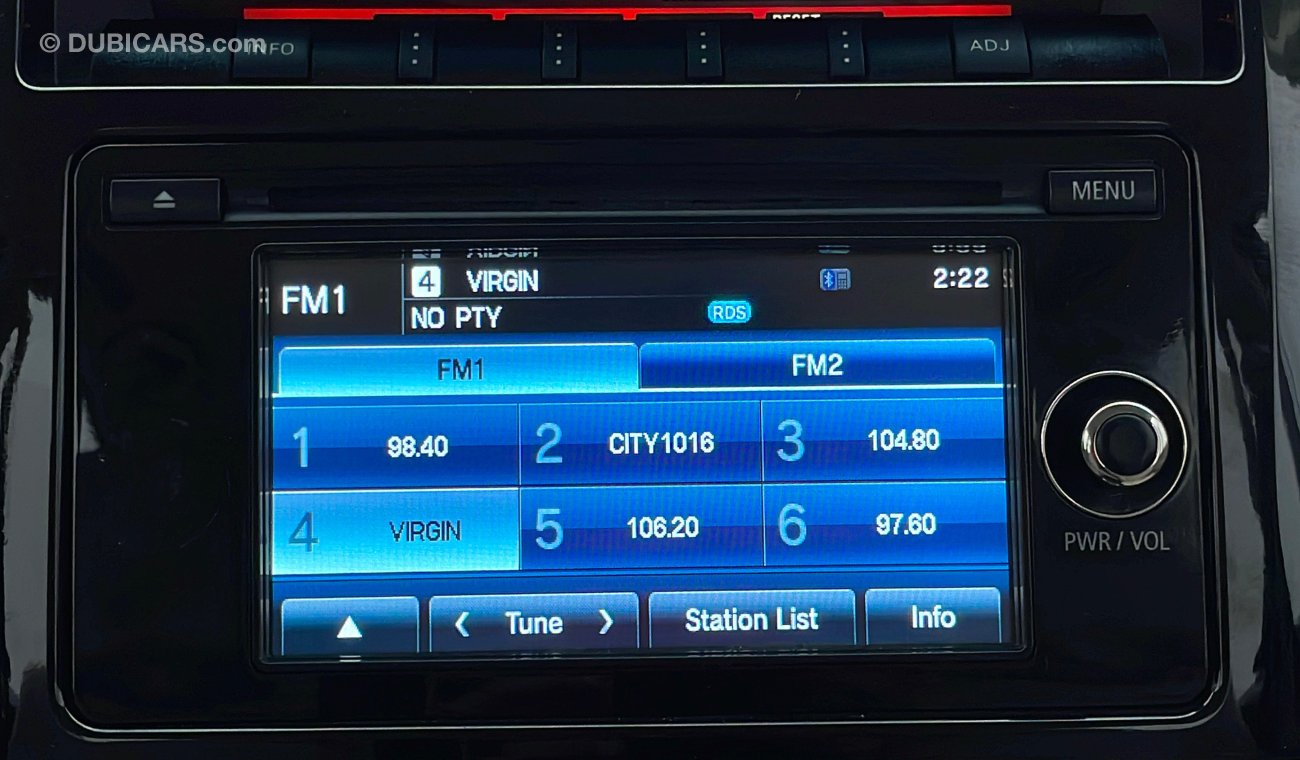 © DUBICARS.com
INFO
RESET
ADJ
MENU
FM1
4 VIRGIN
2:22
NO PTY
RDS
FM1
FM2
1 98.40
2 CITY1016
3 104.80
4 VIRGIN
5 106.20
6 97.60
PWR / VOL
< Tune >
Station List
Info